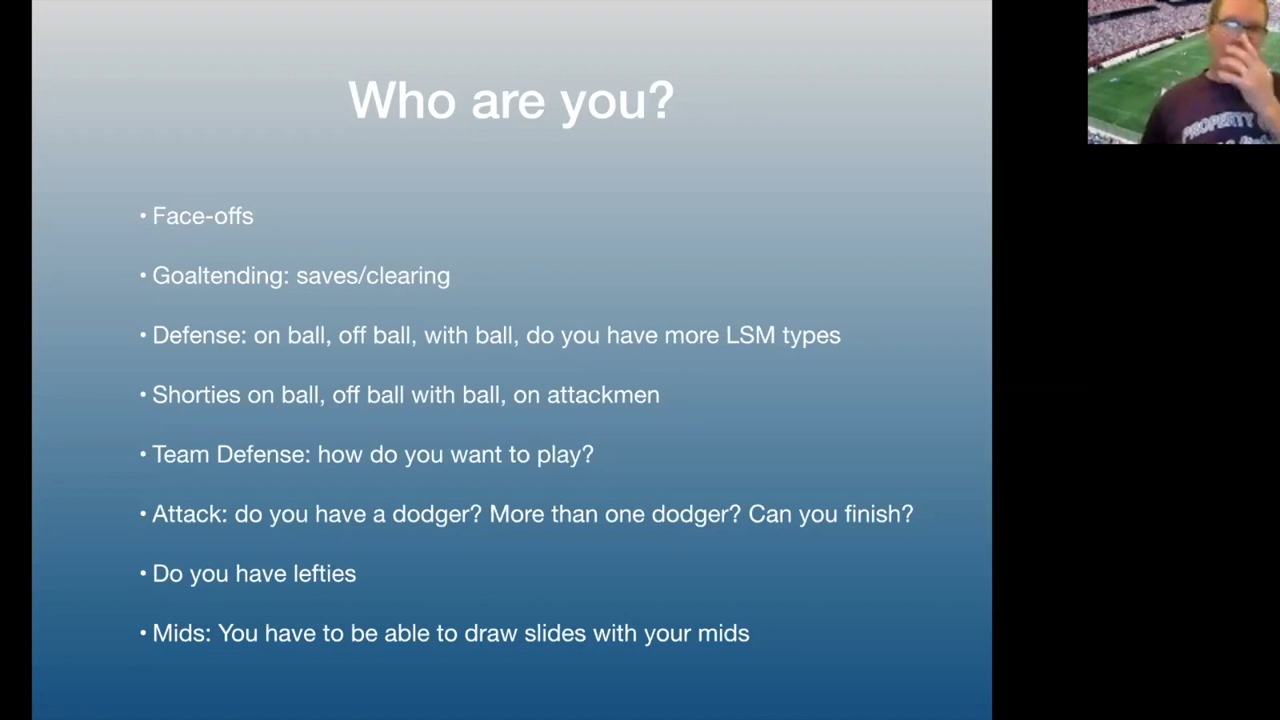 Who are you?
• Face-offs
• Goaltending: saves/clearing
• Defense: on ball, off ball, with ball, do you have more LSM types
• Shorties on ball, off ball with ball, on attackmen
• Team Defense: how do you want to play?
• Attack: do you have a dodger? More than one dodger? Can you finish?
• Do you have lefties
• Mids: You have to be able to draw slides with your mids
PROPERTY